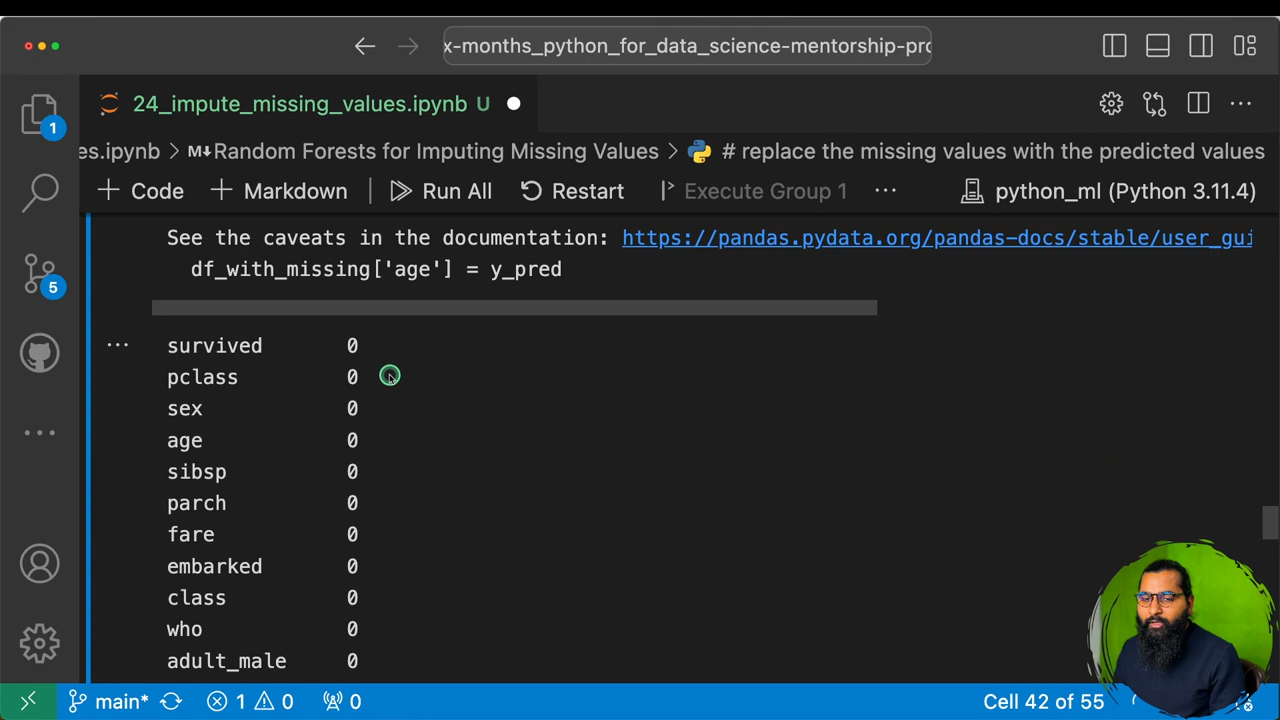 x-months_python_for_data_science-mentorship-pro
24_impute_missing_values.ipynb U
es.ipynb > M↓Random Forests for Imputing Missing Values > # replace the missing values with the predicted values
+ Code + Markdown | Run All Restart Execute Group 1 ... python_ml (Python 3.11.4)
See the caveats in the documentation: https://pandas.pydata.org/pandas-docs/stable/user_gui
df_with_missing['age'] = y_pred
... survived 0
pclass 0
sex 0
age 0
sibsp 0
parch 0
fare 0
embarked 0
class 0
who 0
adult_male 0
1
5
main* 1 0 0 Cell 42 of 55